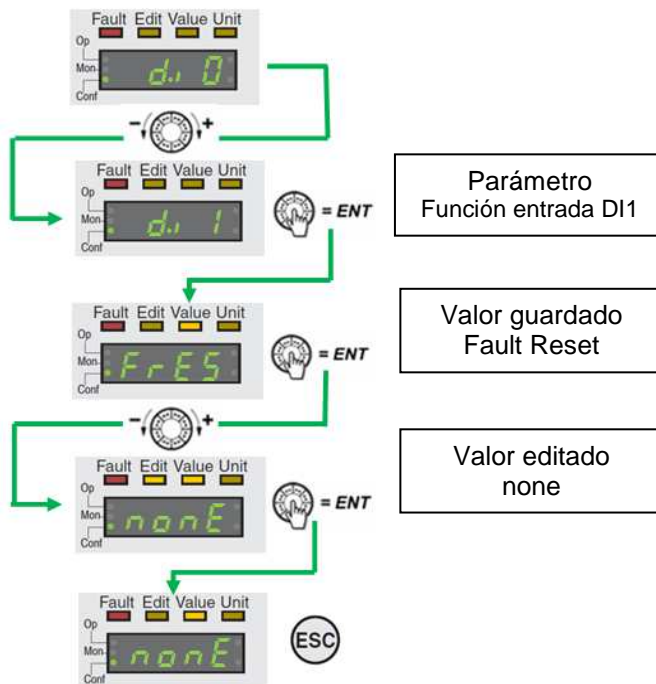 Fault Edit Value Unit
Op
Mon
Conf
di 0
- +
Fault Edit Value Unit
Op
Mon
Conf
di 1
= ENT
Parámetro
Función entrada DI1
Fault Edit Value Unit
Op
Mon
Conf
FrES
= ENT
Valor guardado
Fault Reset
- +
Fault Edit Value Unit
Op
Mon
Conf
nonE
= ENT
Valor editado
none
Fault Edit Value Unit
Op
Mon
Conf
nonE
ESC